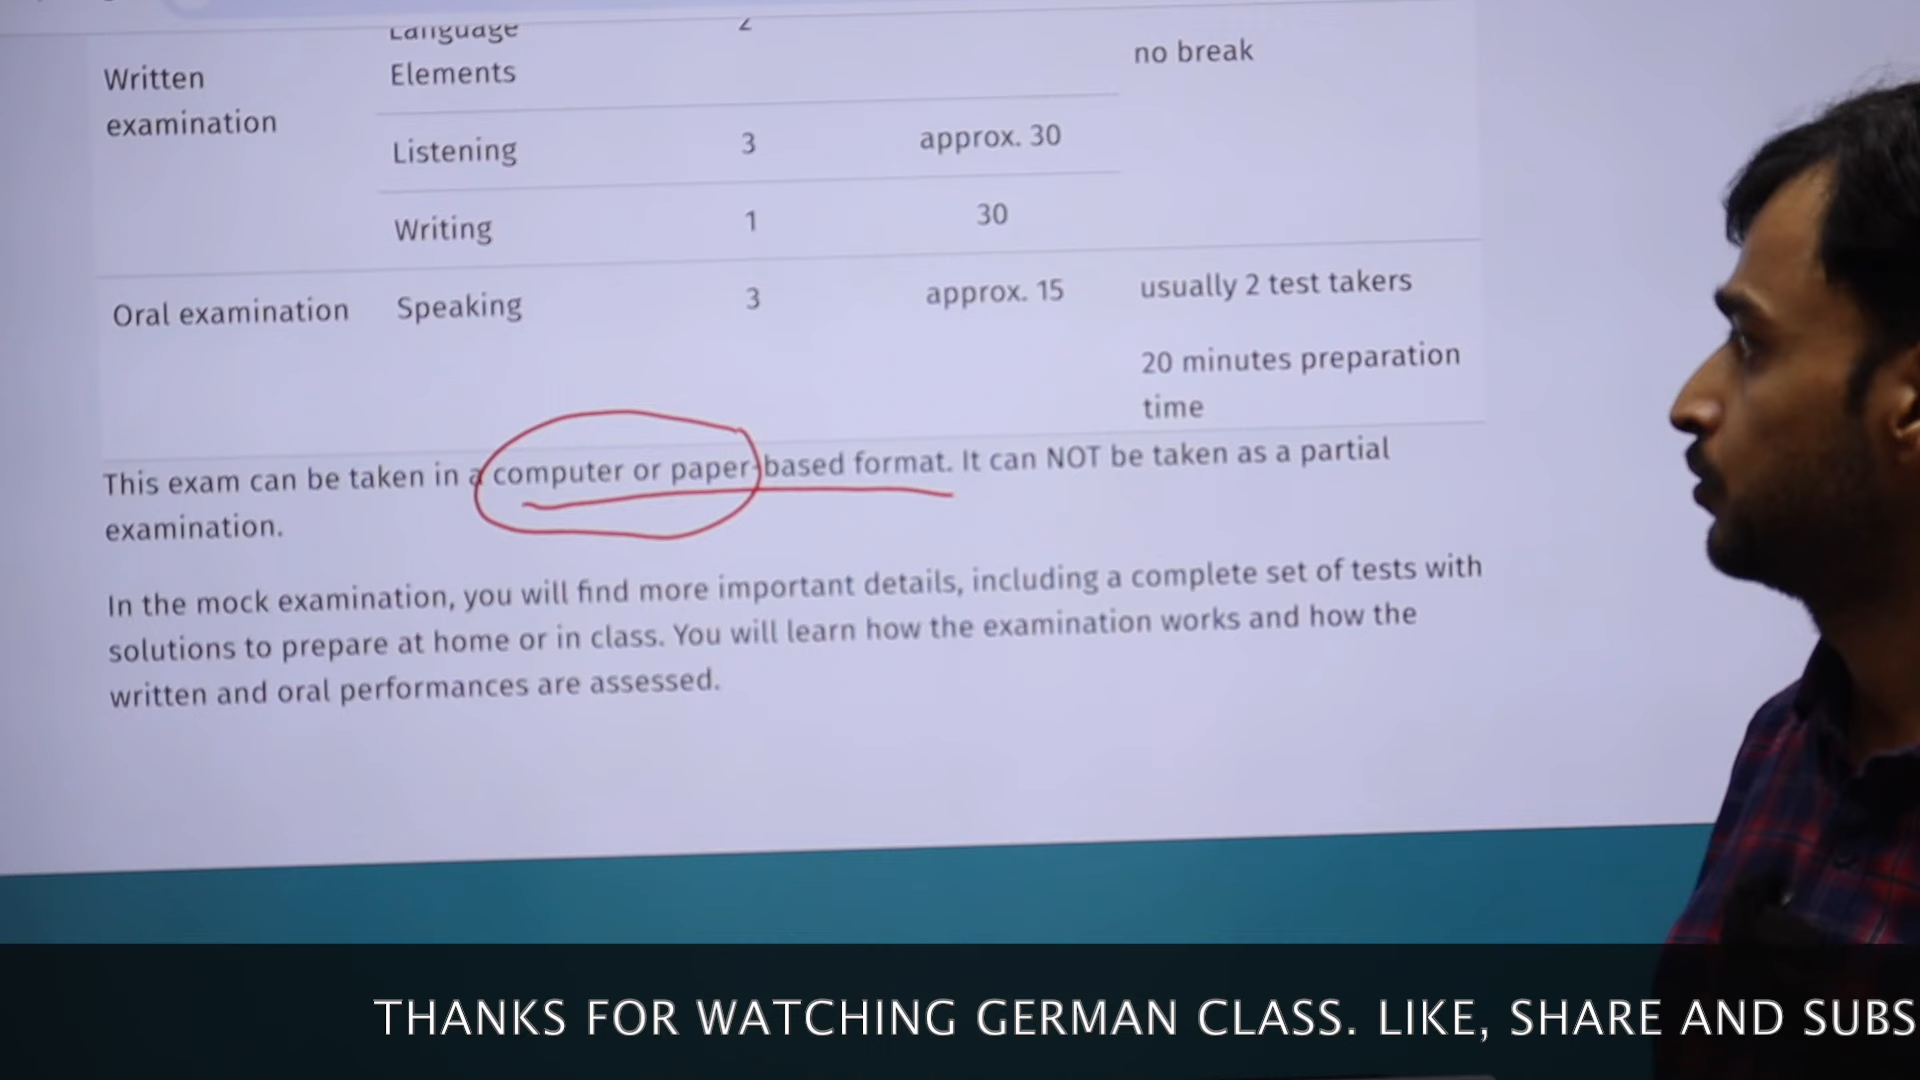 Language 2
Elements
no break
Written
examination
Listening 3 approx. 30
Writing 1 30
Oral examination Speaking 3 approx. 15 usually 2 test takers
20 minutes preparation
time
This exam can be taken in a computer or paper-based format. It can NOT be taken as a partial
examination.
In the mock examination, you will find more important details, including a complete set of tests with
solutions to prepare at home or in class. You will learn how the examination works and how the
written and oral performances are assessed.
THANKS FOR WATCHING GERMAN CLASS. LIKE, SHARE AND SUBS